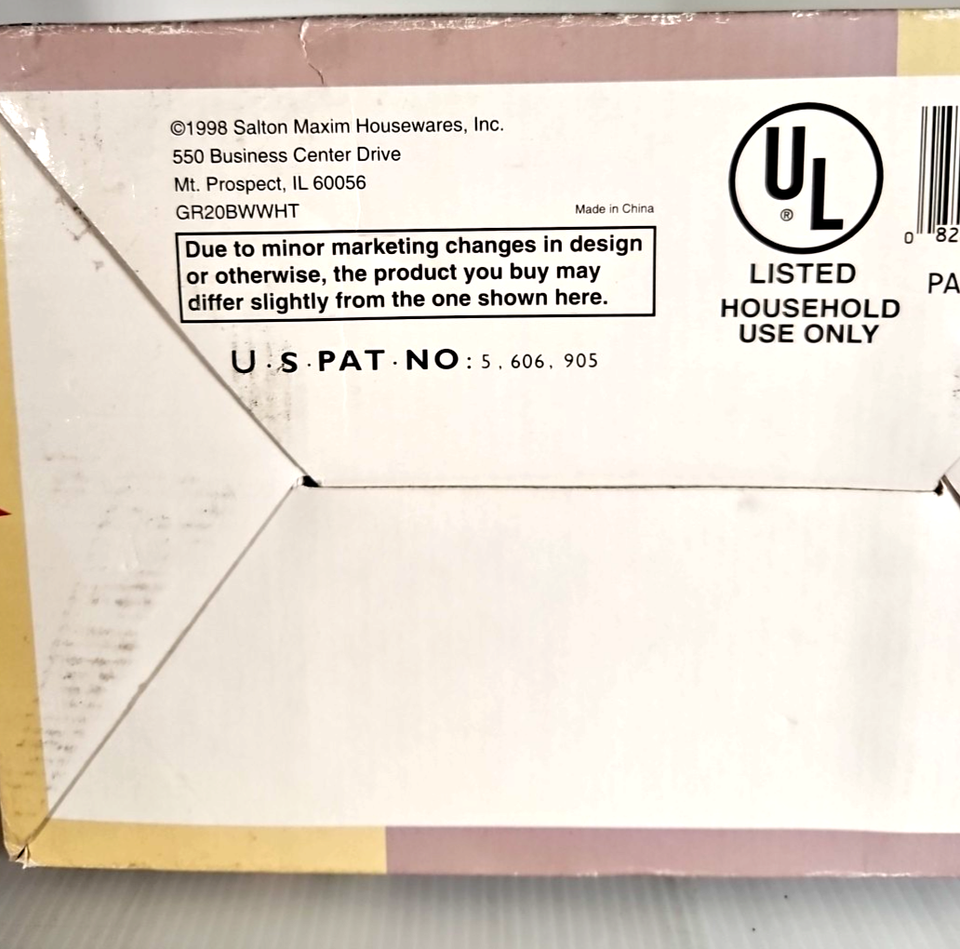 ©1998 Salton Maxim Housewares, Inc.
550 Business Center Drive
Mt. Prospect, IL 60056
GR20BWWHT
Made in China
Due to minor marketing changes in design
or otherwise, the product you buy may
differ slightly from the one shown here.
U.S.PAT.NO: 5,606,905
UL
®
LISTED
HOUSEHOLD
USE ONLY
0 82
PA